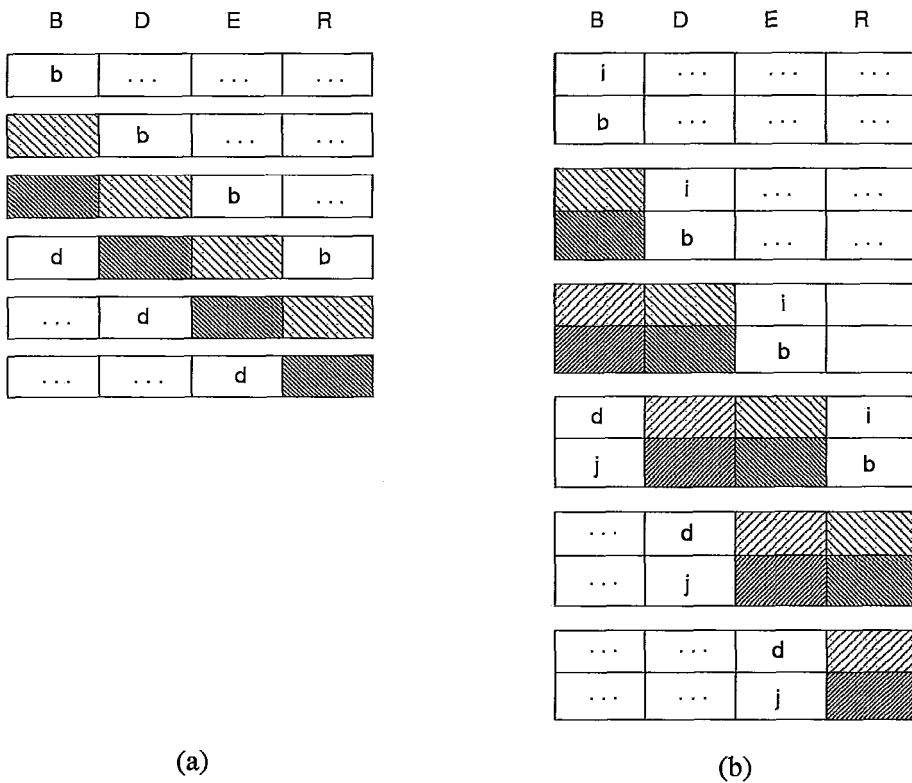 B D E R
b ... ... ...
b ... ...
b ...
d b
... d
... ... d
(a)
B D E R
i ... ... ...
b ... ... ...
i ... ...
b ... ...
i
b
d i
j b
... d
... j
... ... d
... ... j
(b)